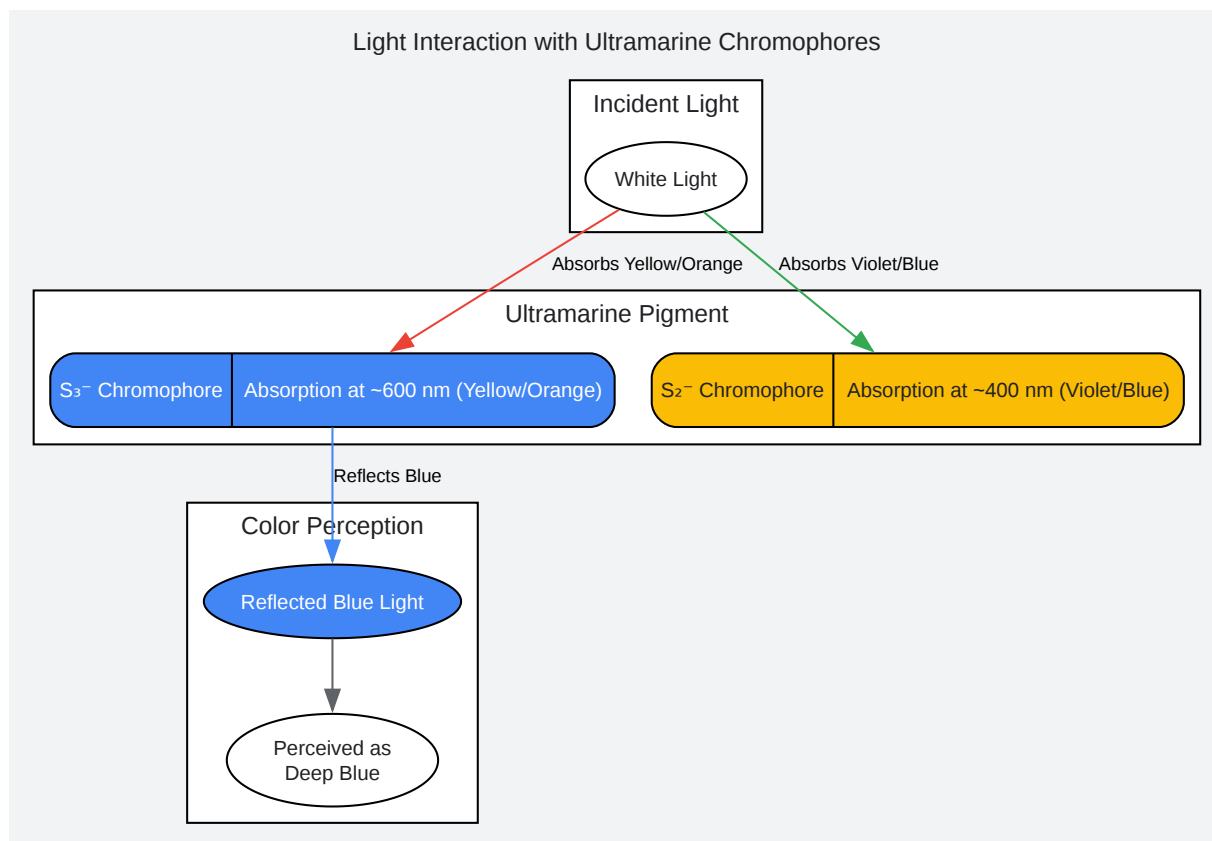 Light Interaction with Ultramarine Chromophores
Incident Light
White Light
Absorbs Yellow/Orange
Absorbs Violet/Blue
Ultramarine Pigment
S₃⁻ Chromophore
Absorption at ~600 nm (Yellow/Orange)
S₂⁻ Chromophore
Absorption at ~400 nm (Violet/Blue)
Reflects Blue
Color Perception
Reflected Blue Light
Perceived as
Deep Blue